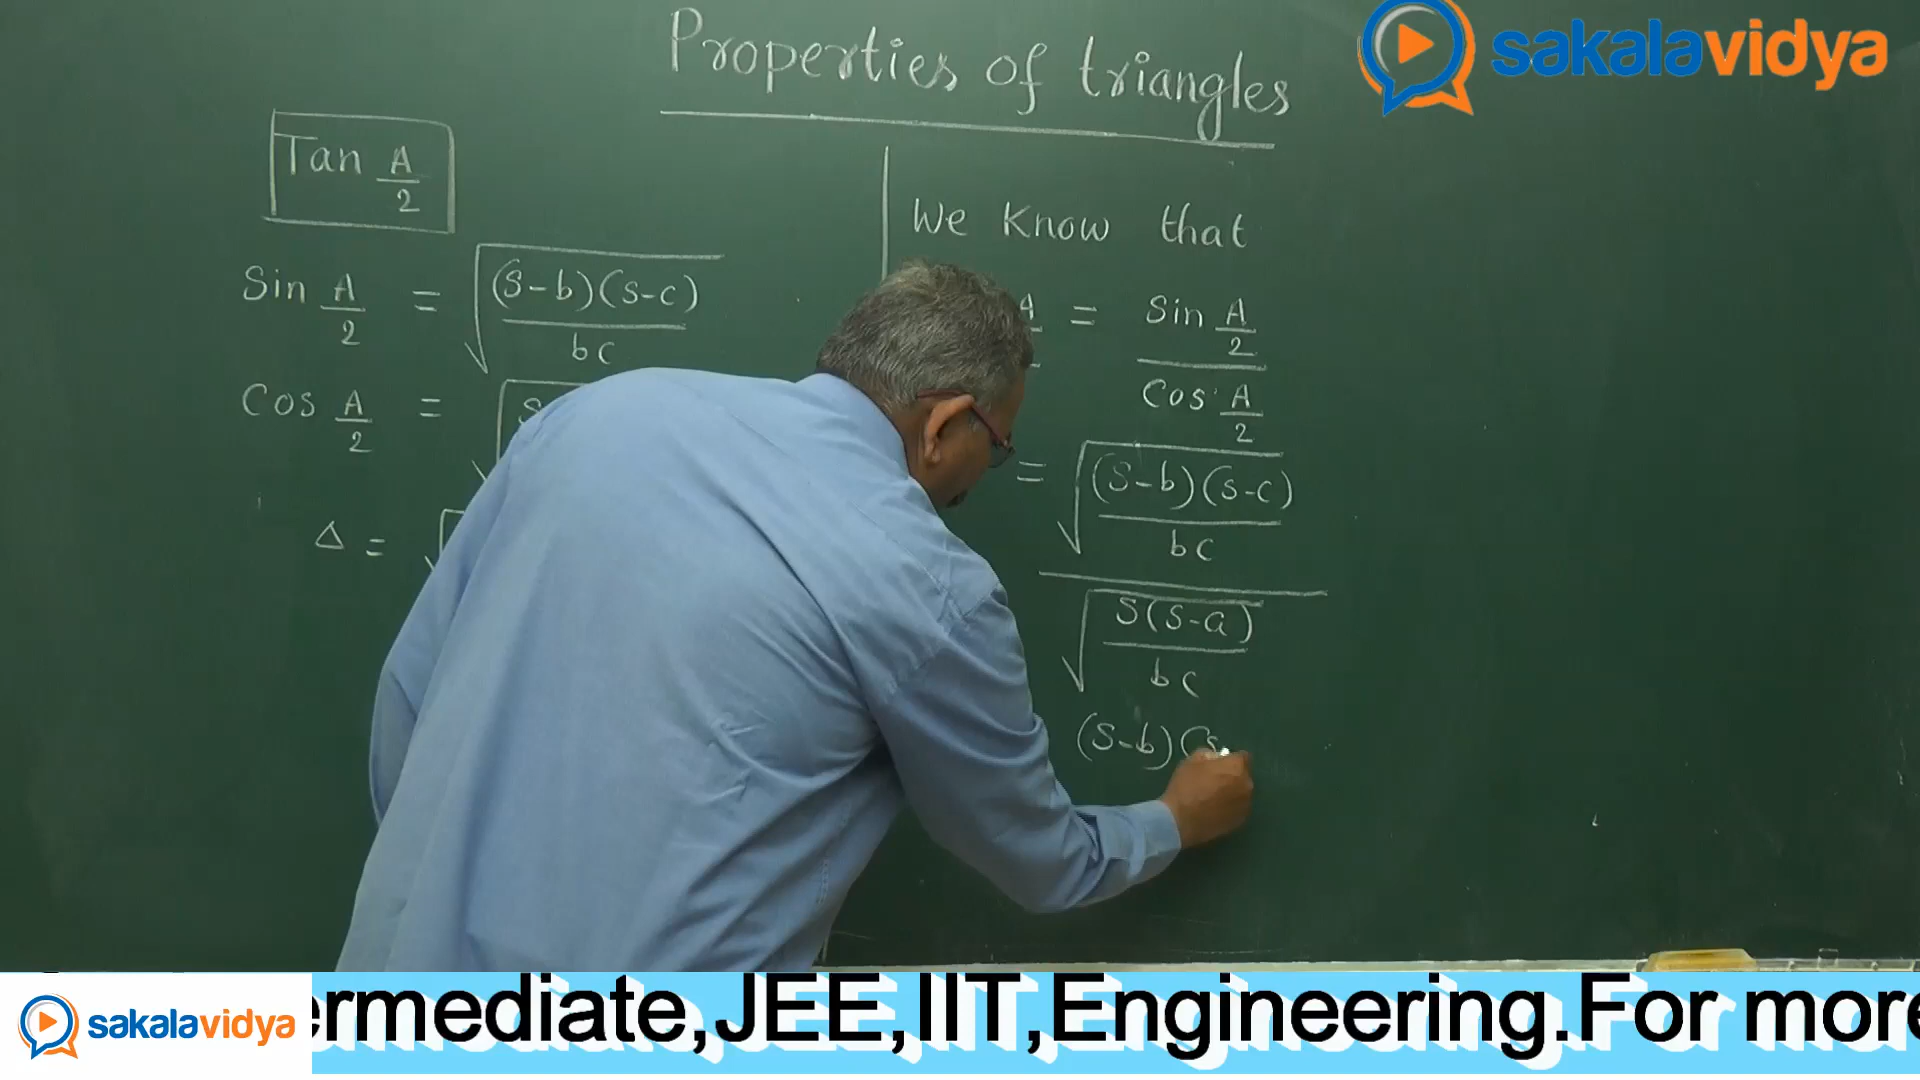 Properties of triangles
sakalavidya
Tan A/2
Sin A/2 = √((s-b)(s-c)/bc)
Cos A/2 = √
Δ = √
We Know that
A = Sin A/2
Cos A/2
= √((s-b)(s-c)/bc)
√(s(s-a)/bc)
(s-b)(s
sakalavidya
ermediate,JEE,IIT,Engineering.For more